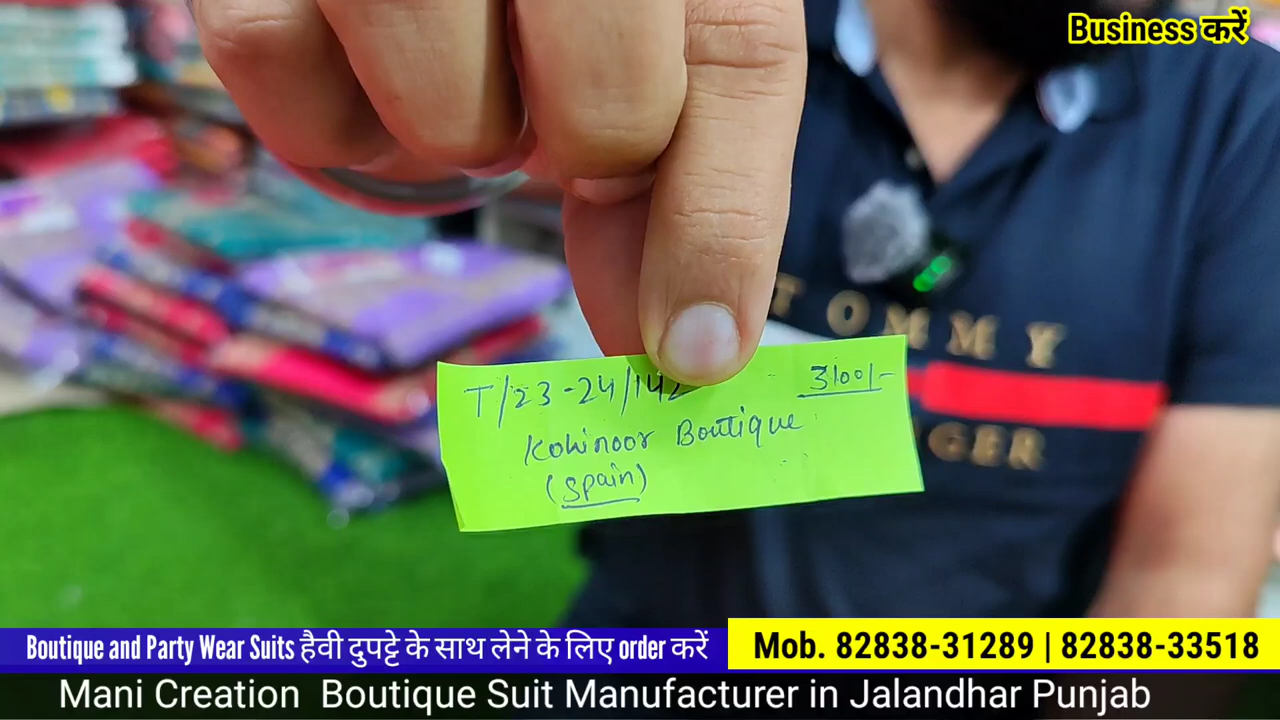 Business करें
TOMMY
GER
T/23-24/142
3100/-
Kohinoor Boutique
(Spain)
Boutique and Party Wear Suits हैवी दुपट्टे के साथ लेने के लिए order करें
Mob. 82838-31289 | 82838-33518
Mani Creation Boutique Suit Manufacturer in Jalandhar Punjab